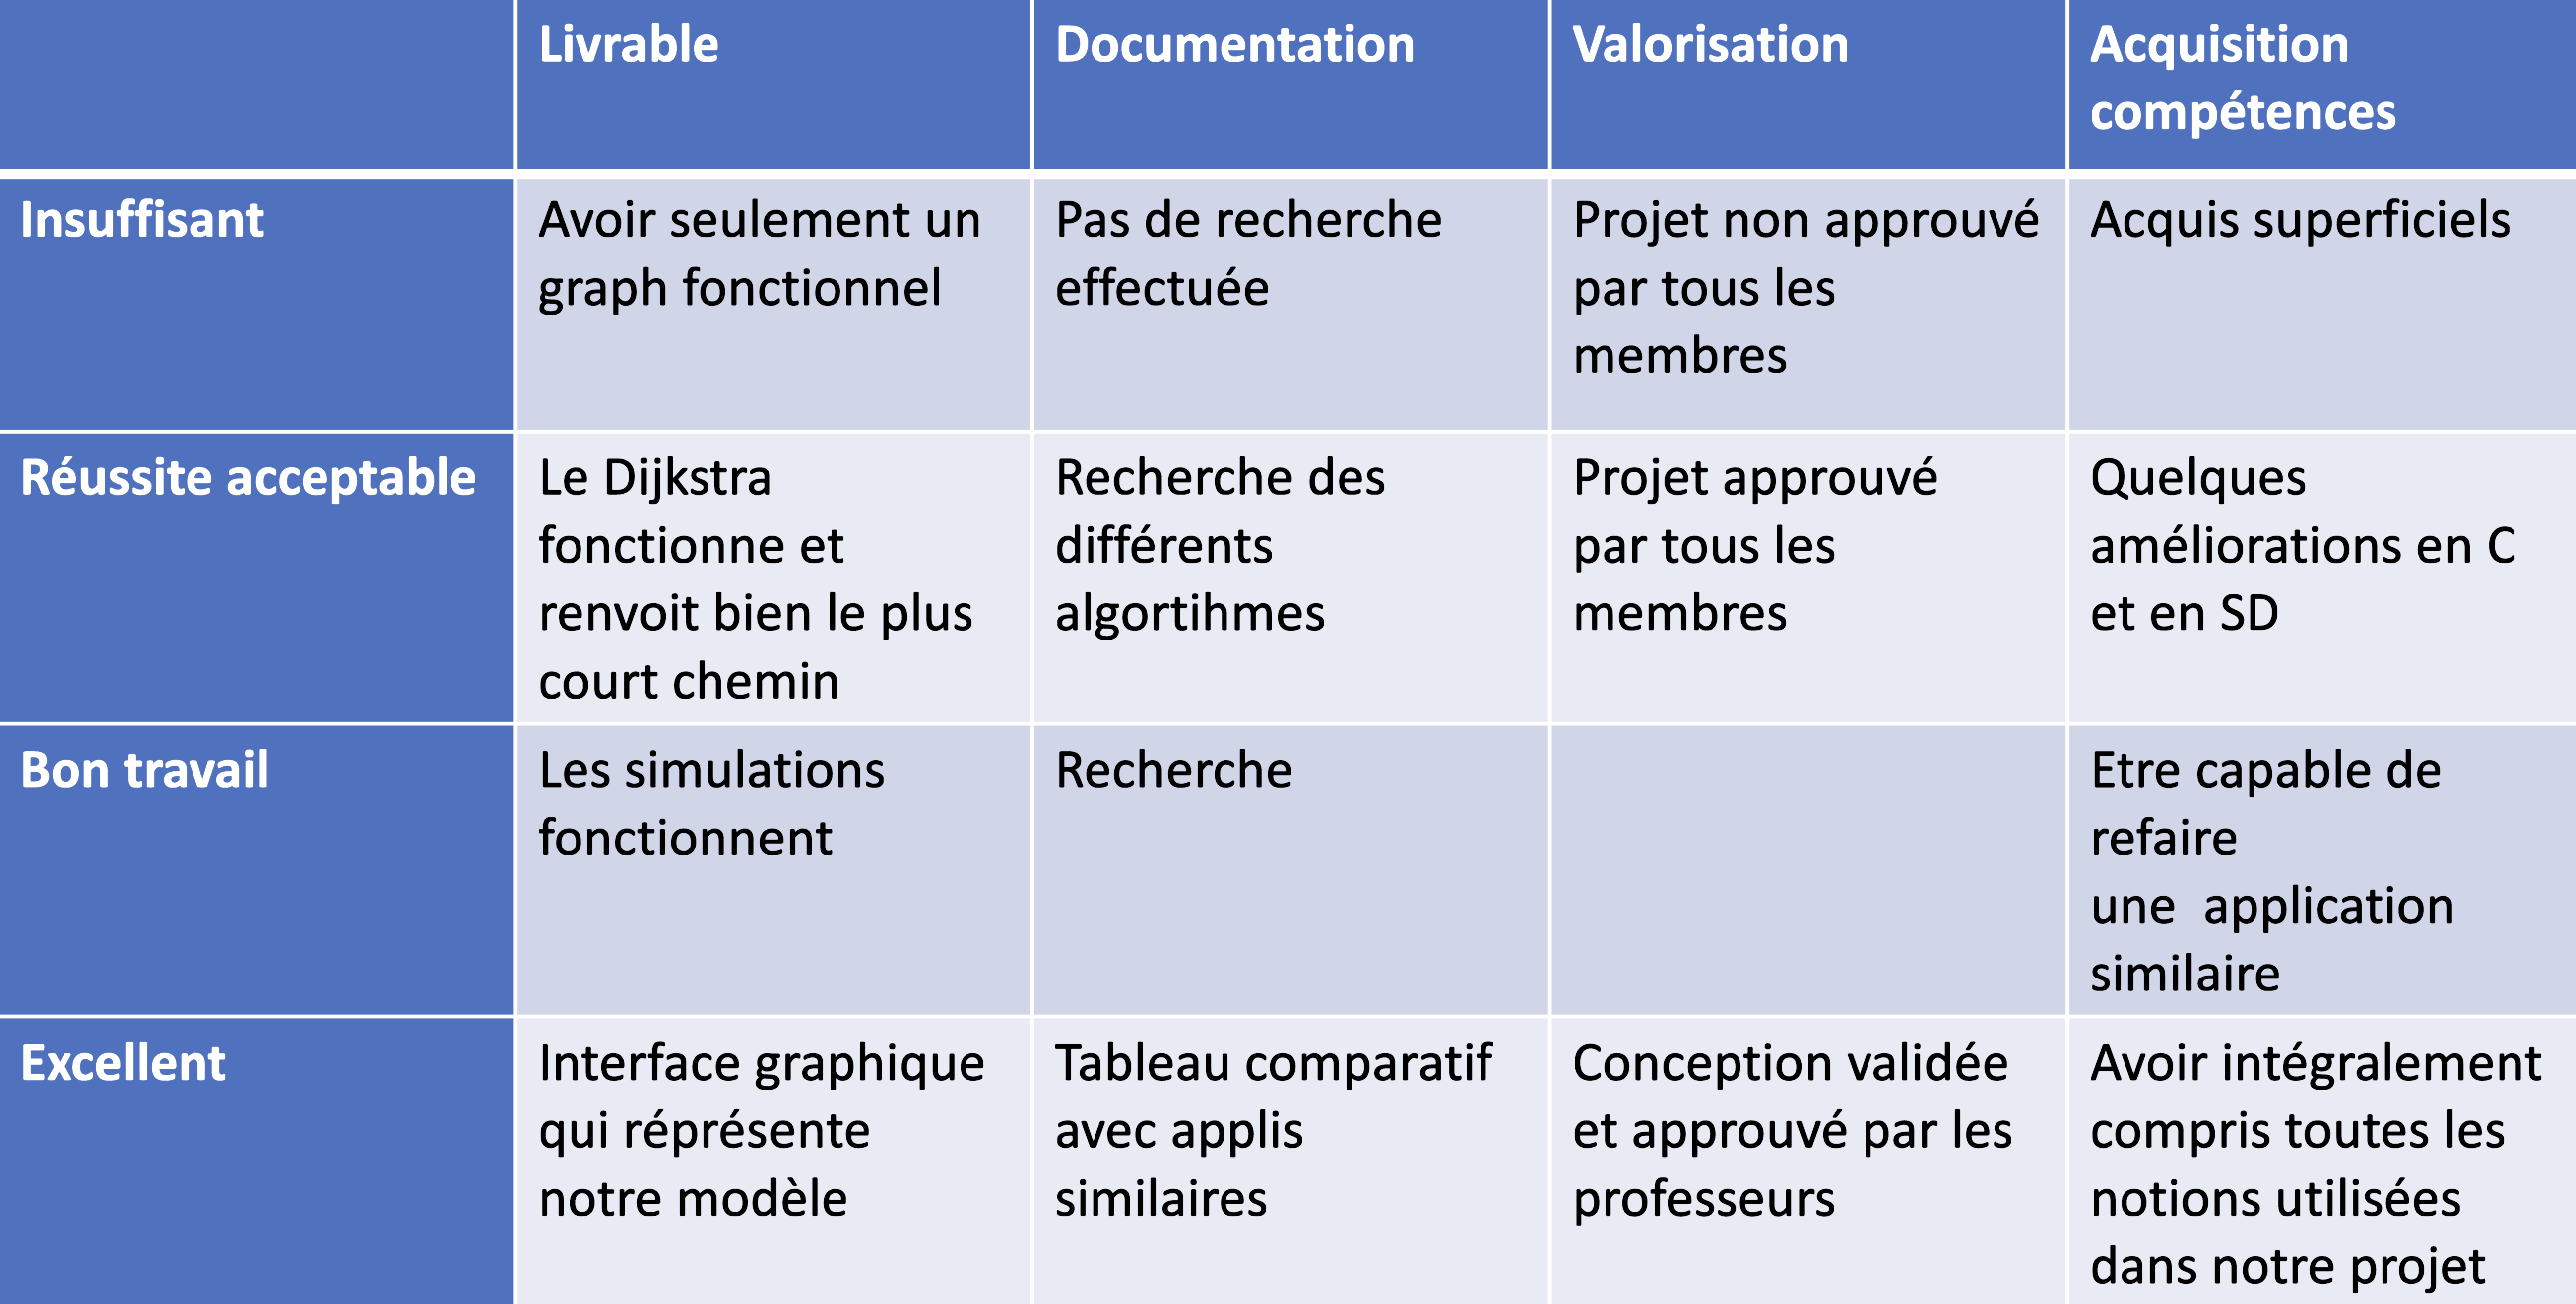 Livrable
Documentation
Valorisation
Acquisition
compétences
Insuffisant
Avoir seulement un
graph fonctionnel
Pas de recherche
effectuée
Projet non approuvé
par tous les
membres
Acquis superficiels
Réussite acceptable
Le Dijkstra
fonctionne et
renvoit bien le plus
court chemin
Recherche des
différents
algortihmes
Projet approuvé
par tous les
membres
Quelques
améliorations en C
et en SD
Bon travail
Les simulations
fonctionnent
Recherche
Etre capable de
refaire
une  application
similaire
Excellent
Interface graphique
qui réprésente
notre modèle
Tableau comparatif
avec applis
similaires
Conception validée
et approuvé par les
professeurs
Avoir intégralement
compris toutes les
notions utilisées
dans notre projet